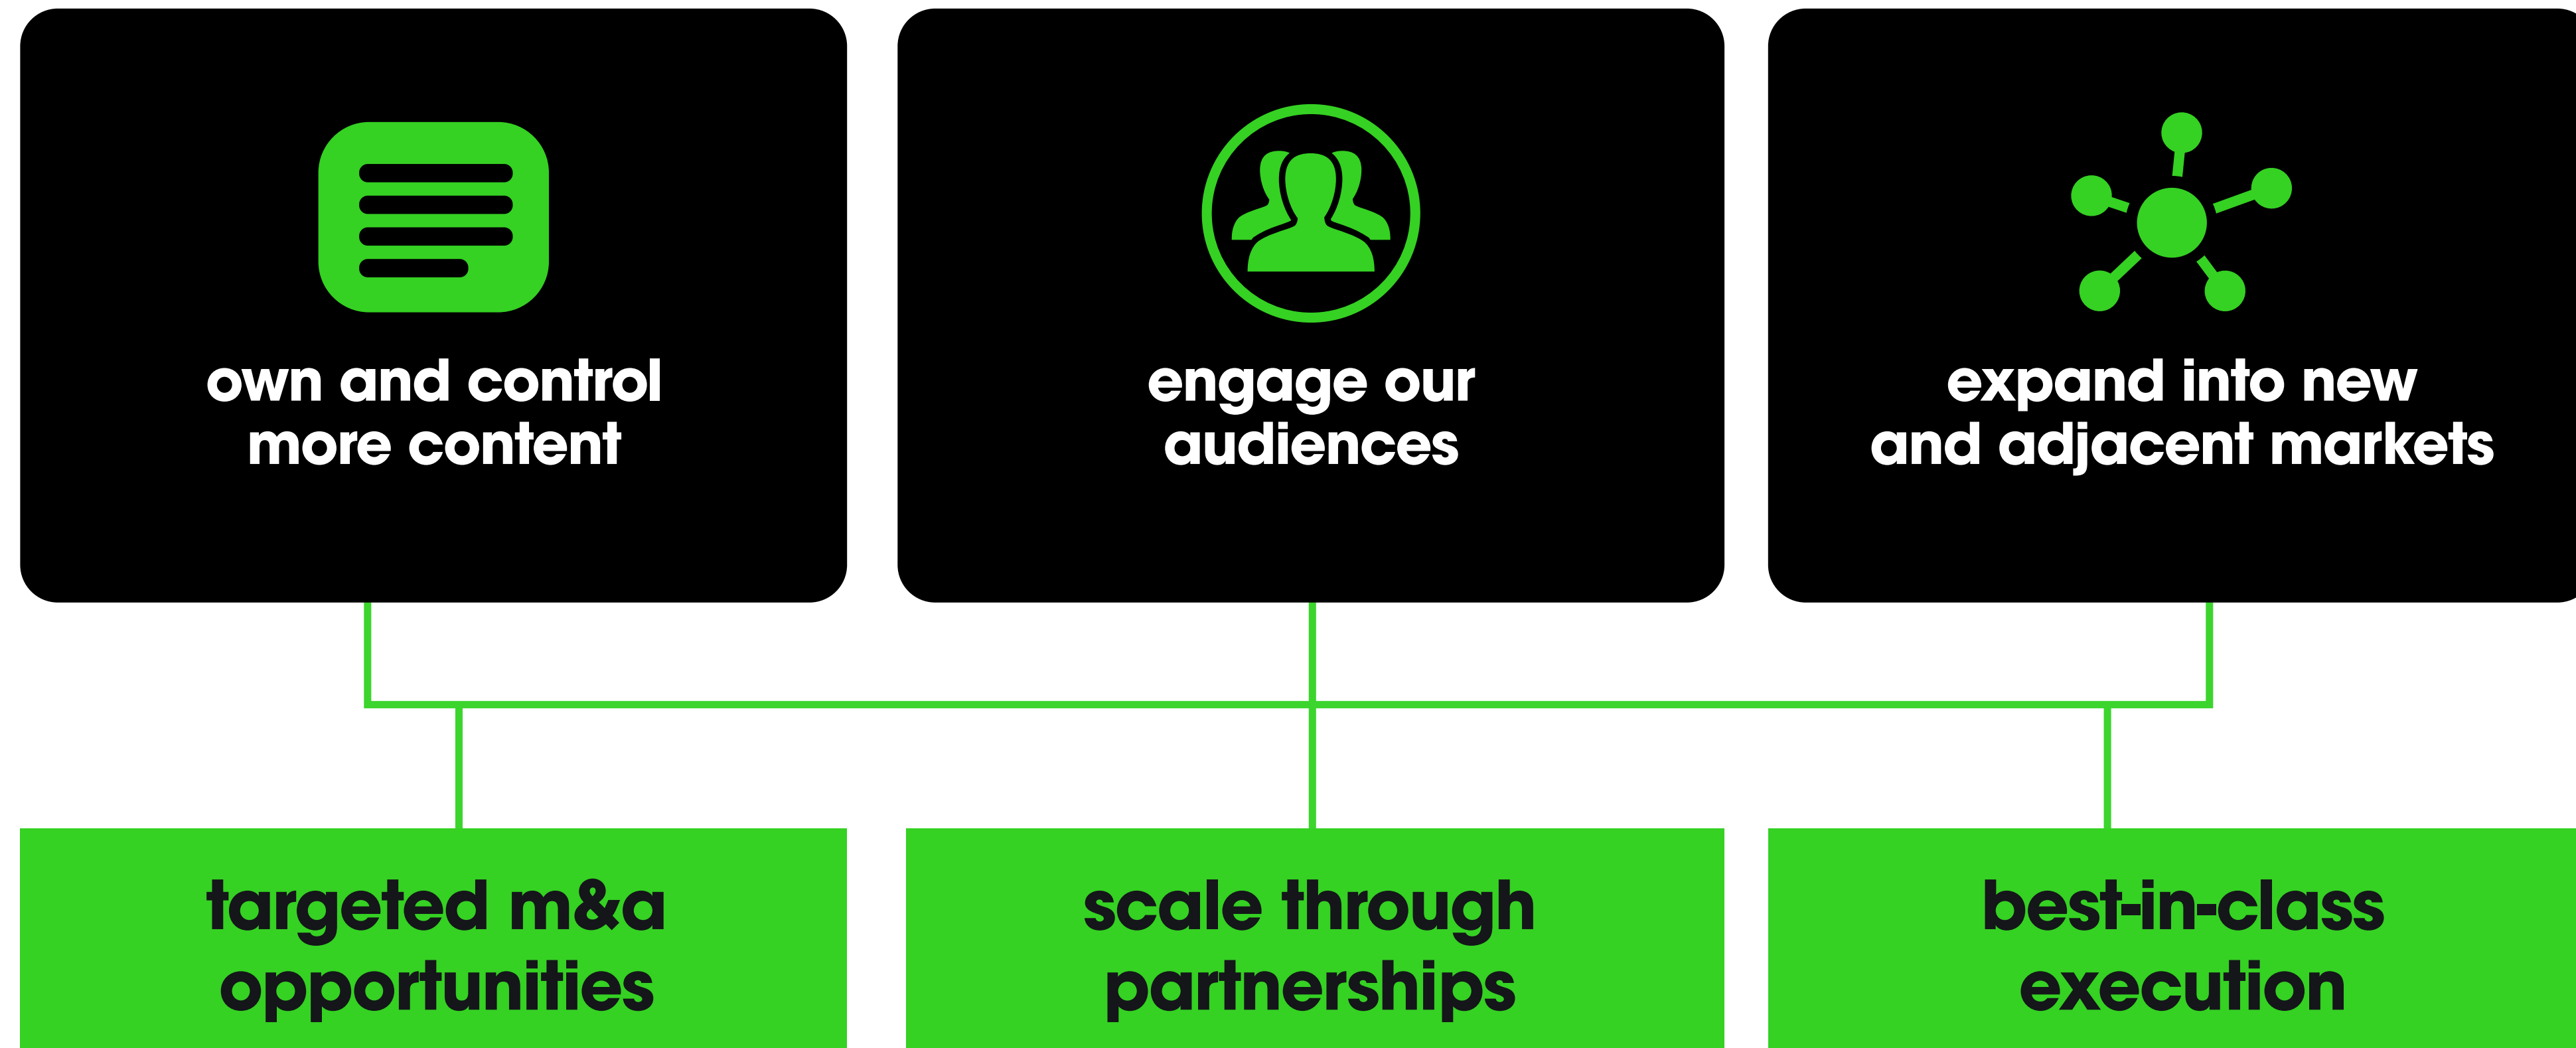 own and control
more content
engage our
audiences
expand into new
and adjacent markets
targeted m&a
opportunities
scale through
partnerships
best-in-class
execution